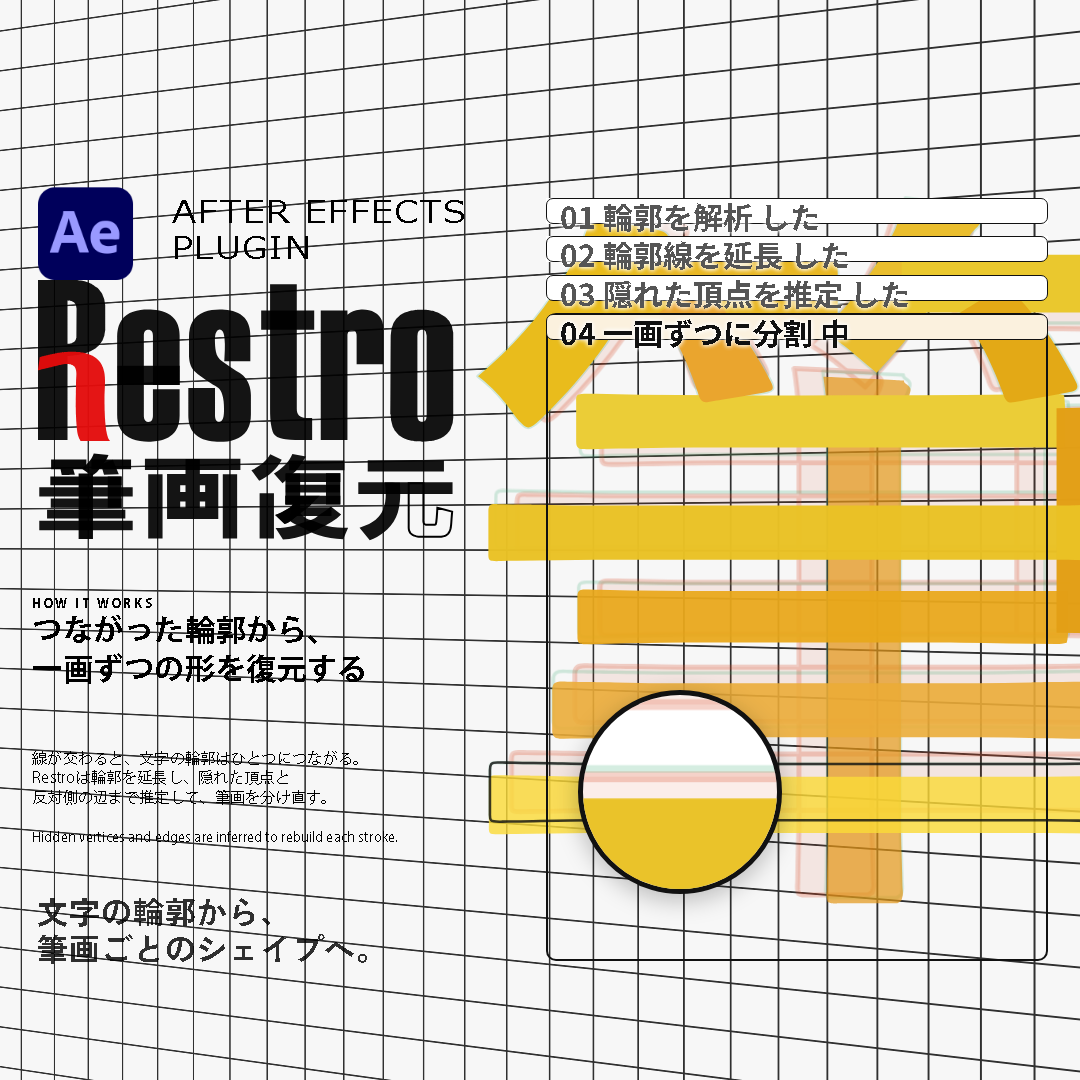 Ae
AFTER EFFECTS
PLUGIN
Restro
筆画復元
01 輪郭を解析 した
02 輪郭線を延長 した
03 隠れた頂点を推定 した
04 一画ずつに分割 中
HOW IT WORKS
つながった輪郭から、
一画ずつの形を復元する
線が交わると、文字の輪郭はひとつにつながる。
Restroは輪郭を延長し、隠れた頂点と
反対側の辺まで推定して、筆画を分け直す。
Hidden vertices and edges are inferred to rebuild each stroke.
文字の輪郭から、
筆画ごとのシェイプへ。